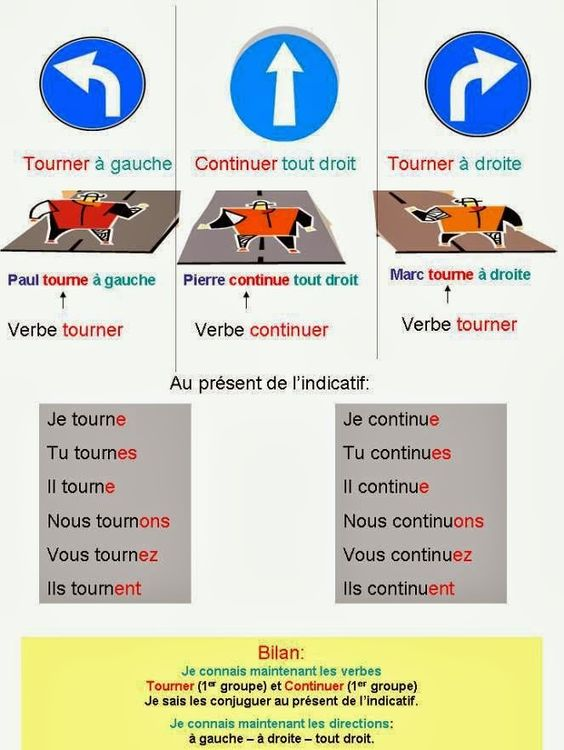 Tourner à gauche
Continuer tout droit
Tourner à droite
Paul tourne à gauche
Pierre continue tout droit
Marc tourne à droite
Verbe tourner
Verbe continuer
Verbe tourner
Au présent de l'indicatif:
Je tourne
Tu tournes
Il tourne
Nous tournons
Vous tournez
Ils tournent
Je continue
Tu continues
Il continue
Nous continuons
Vous continuez
Ils continuent
Bilan:
Je connais maintenant les verbes
Tourner (1er groupe) et Continuer (1er groupe)
Je sais les conjuguer au présent de l'indicatif.
Je connais maintenant les directions:
à gauche – à droite – tout droit.